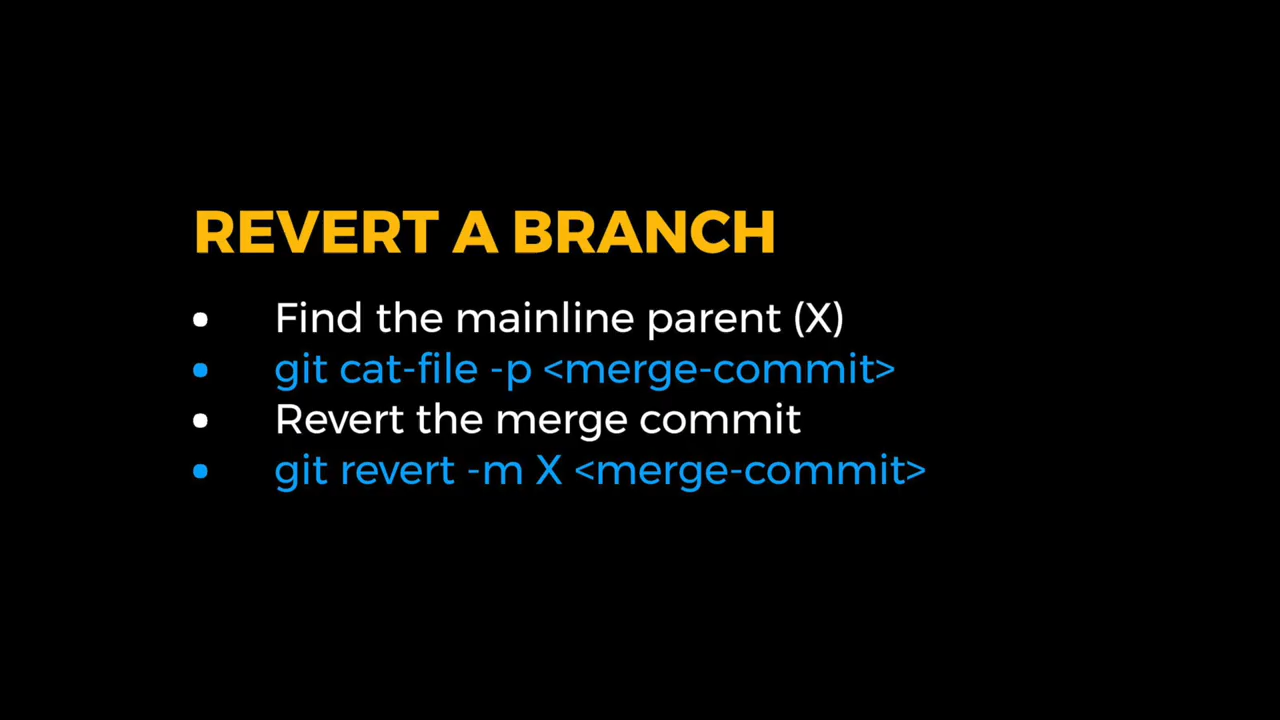 REVERT A BRANCH
• Find the mainline parent (X)
• git cat-file -p <merge-commit>
• Revert the merge commit
• git revert -m X <merge-commit>